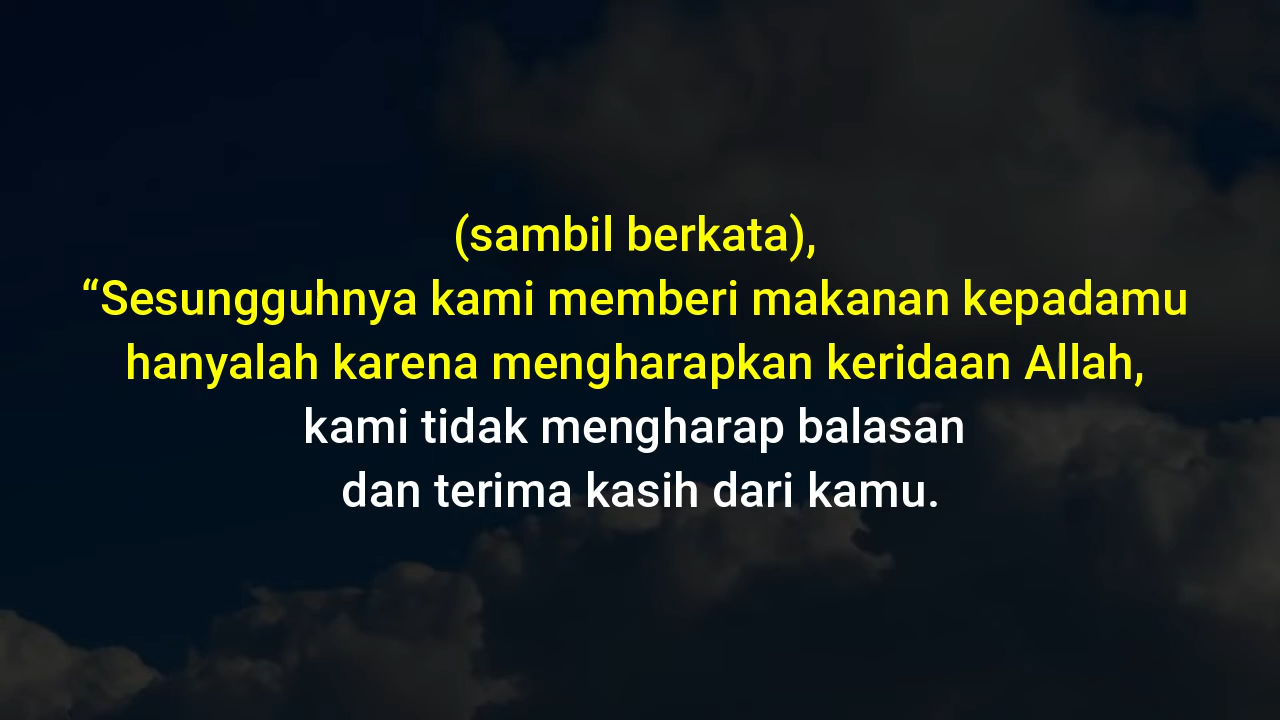 (sambil berkata),
“Sesungguhnya kami memberi makanan kepadamu
hanyalah karena mengharapkan keridaan Allah,
kami tidak mengharap balasan
dan terima kasih dari kamu.